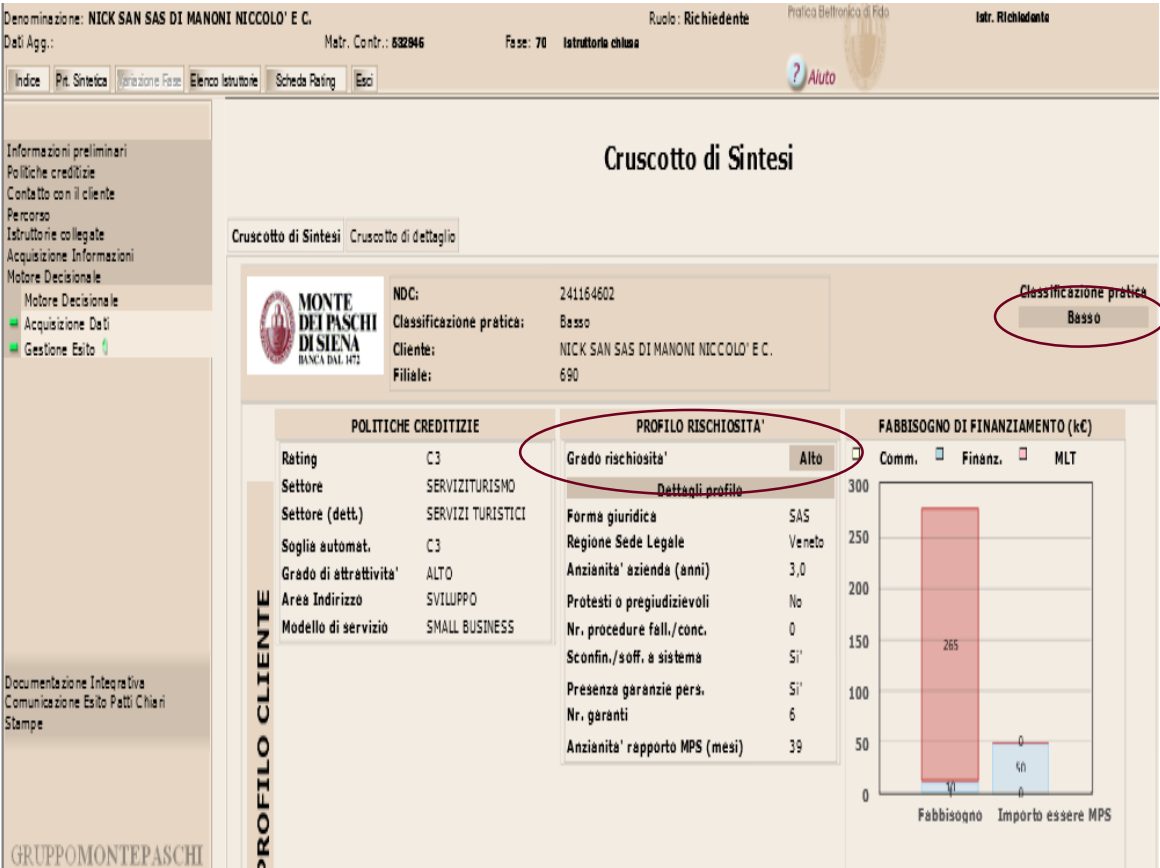 Denominazione: NICK SAN SAS DI MANONI NICCOLO' E C. Ruolo: Richiedente Pratica Elettronica di Fido Istr. Richiedente
Dati Agg.: Matr. Contr.: 532946 Fase: 70 Istruttoria chiusa
Indice Prt. Sintetica Variazione Fase Elenco Istruttorie Scheda Rating Esci ? Aiuto
Informazioni preliminari
Politiche creditizie
Contatto con il cliente
Percorso
Istruttorie collegate
Acquisizione Informazioni
Motore Decisionale
Motore Decisionale
Acquisizione Dati
Gestione Esito
Documentazione Integrativa
Comunicazione Esito Patti Chiari
Stampe
GRUPPOMONTEPASCHI
Cruscotto di Sintesi
Cruscotto di Sintesi Cruscotto di dettaglio
MONTE
DEI PASCHI
DI SIENA
BANCA DAL 1472
NDC: 241164602
Classificazione pratica: Basso
Cliente: NICK SAN SAS DI MANONI NICCOLO' E C.
Filiale: 690
Classificazione pratica
Basso
PROFILO CLIENTE
POLITICHE CREDITIZIE
Rating C3
Settore SERVIZITURISMO
Settore (dett.) SERVIZI TURISTICI
Soglia automat. C3
Grado di attrattivita' ALTO
Area Indirizzo SVILUPPO
Modello di servizio SMALL BUSINESS
PROFILO RISCHIOSITA'
Grado rischiosita' Alto
Dettagli profilo
Forma giuridica SAS
Regione Sede Legale Veneto
Anzianita' azienda (anni) 3,0
Protesti o pregiudizievoli No
Nr. procedure fall./conc. 0
Sconfin./soff. a sistema Si'
Presenza garanzie pers. Si'
Nr. garanti 6
Anzianita' rapporto MPS (mesi) 39
FABBISOGNO DI FINANZIAMENTO (k€)
Comm. Finanz. MLT
300
250
200
150
100
50
0
265
10
0
50
0
Fabbisogno Importo essere MPS